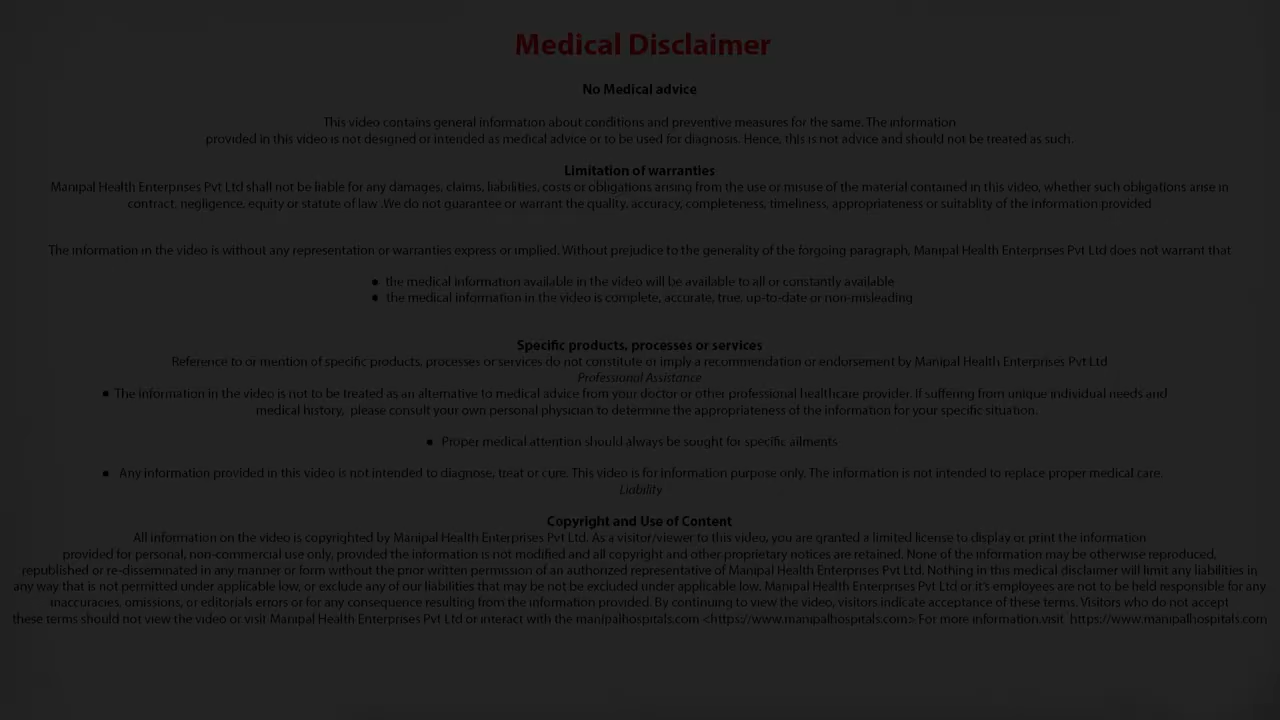 Medical Disclaimer
No Medical advice
This video contains general information about conditions and preventive measures for the same. The information
provided in this video is not designed or intended as medical advice or to be used for diagnosis. Hence, this is not advice and should not be treated as such.
Limitation of warranties
Manipal Health Enterprises Pvt Ltd shall not be liable for any damages, claims, liabilities, costs or obligations arising from the use or misuse of the material contained in this video, whether such obligations arise in
contract, negligence, equity or statute of law .We do not guarantee or warrant the quality, accuracy, completeness, timeliness, appropriateness or suitablity of the information provided
The information in the video is without any representation or warranties express or implied. Without prejudice to the generality of the forgoing paragraph, Manipal Health Enterprises Pvt Ltd does not warrant that
● the medical information available in the video will be available to all or constantly available
● the medical information in the video is complete, accurate, true, up-to-date or non-misleading
Specific products, processes or services
Reference to or mention of specific products, processes or services do not constitute or imply a recommendation or endorsement by Manipal Health Enterprises Pvt Ltd
Professional Assistance
● The information in the video is not to be treated as an alternative to medical advice from your doctor or other professional healthcare provider. If suffering from unique individual needs and
medical history, please consult your own personal physician to determine the appropriateness of the information for your specific situation.
● Proper medical attention should always be sought for specific ailments
● Any information provided in this video is not intended to diagnose, treat or cure. This video is for information purpose only. The information is not intended to replace proper medical care.
Liability
Copyright and Use of Content
All information on the video is copyrighted by Manipal Health Enterprises Pvt Ltd. As a visitor/viewer to this video, you are granted a limited license to display or print the information
provided for personal, non-commercial use only, provided the information is not modified and all copyright and other proprietary notices are retained. None of the information may be otherwise reproduced,
republished or re-disseminated in any manner or form without the prior written permission of an authorized representative of Manipal Health Enterprises Pvt Ltd. Nothing in this medical disclaimer will limit any liabilities in
any way that is not permitted under applicable low, or exclude any of our liabilities that may be not be excluded under applicable low. Manipal Health Enterprises Pvt Ltd or it's employees are not to be held responsible for any
inaccuracies, omissions, or editorials errors or for any consequence resulting from the information provided. By continuing to view the video, visitors indicate acceptance of these terms. Visitors who do not accept
these terms should not view the video or visit Manipal Health Enterprises Pvt Ltd or interact with the manipalhospitals.com <https://www.manipalhospitals.com> For more information.visit https://www.manipalhospitals.com